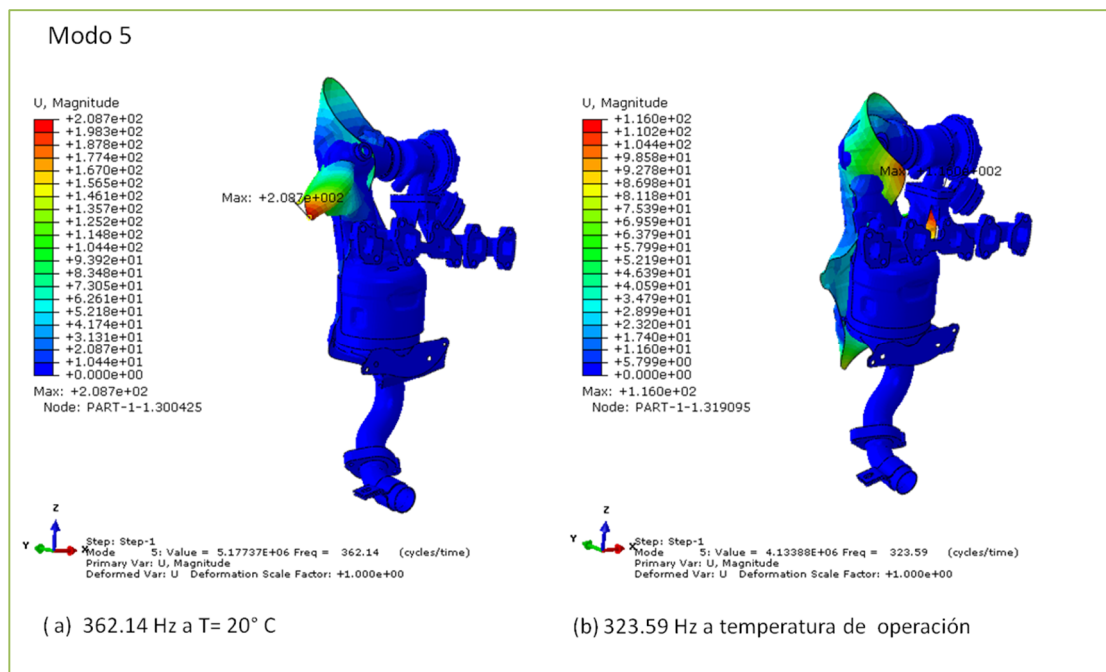 Modo 5
U, Magnitude
+2.087e+02
+1.983e+02
+1.878e+02
+1.774e+02
+1.670e+02
+1.565e+02
+1.461e+02
+1.357e+02
+1.252e+02
+1.148e+02
+1.044e+02
+9.392e+01
+8.348e+01
+7.305e+01
+6.261e+01
+5.218e+01
+4.174e+01
+3.131e+01
+2.087e+01
+1.044e+01
+0.000e+00
Max: +2.087e+02
Node: PART-1-1.300425
Max: +2.087e+002
Z
Y
X
Step: Step-1
Mode 5: Value = 5.17737E+06 Freq = 362.14 (cycles/time)
Primary Var: U, Magnitude
Deformed Var: U Deformation Scale Factor: +1.000e+00
( a) 362.14 Hz a T= 20° C
U, Magnitude
+1.160e+02
+1.102e+02
+1.044e+02
+9.858e+01
+9.278e+01
+8.698e+01
+8.118e+01
+7.539e+01
+6.959e+01
+6.379e+01
+5.799e+01
+5.219e+01
+4.639e+01
+4.059e+01
+3.479e+01
+2.899e+01
+2.320e+01
+1.740e+01
+1.160e+01
+5.799e+00
+0.000e+00
Max: +1.160e+02
Node: PART-1-1.319095
Max:
Z
Y
X
Step: Step-1
Mode 5: Value = 4.13388E+06 Freq = 323.59 (cycles/time)
Primary Var: U, Magnitude
Deformed Var: U Deformation Scale Factor: +1.000e+00
(b) 323.59 Hz a temperatura de operación